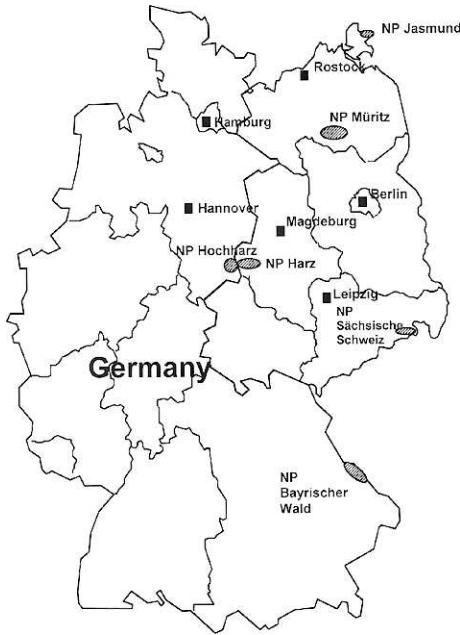 NP Jasmund
Rostock
NP Müritz
Hamburg
Berlin
Hannover
Magdeburg
NP Hochharz
NP Harz
Leipzig
NP
Sächsische
Schweiz
Germany
NP
Bayrischer
Wald